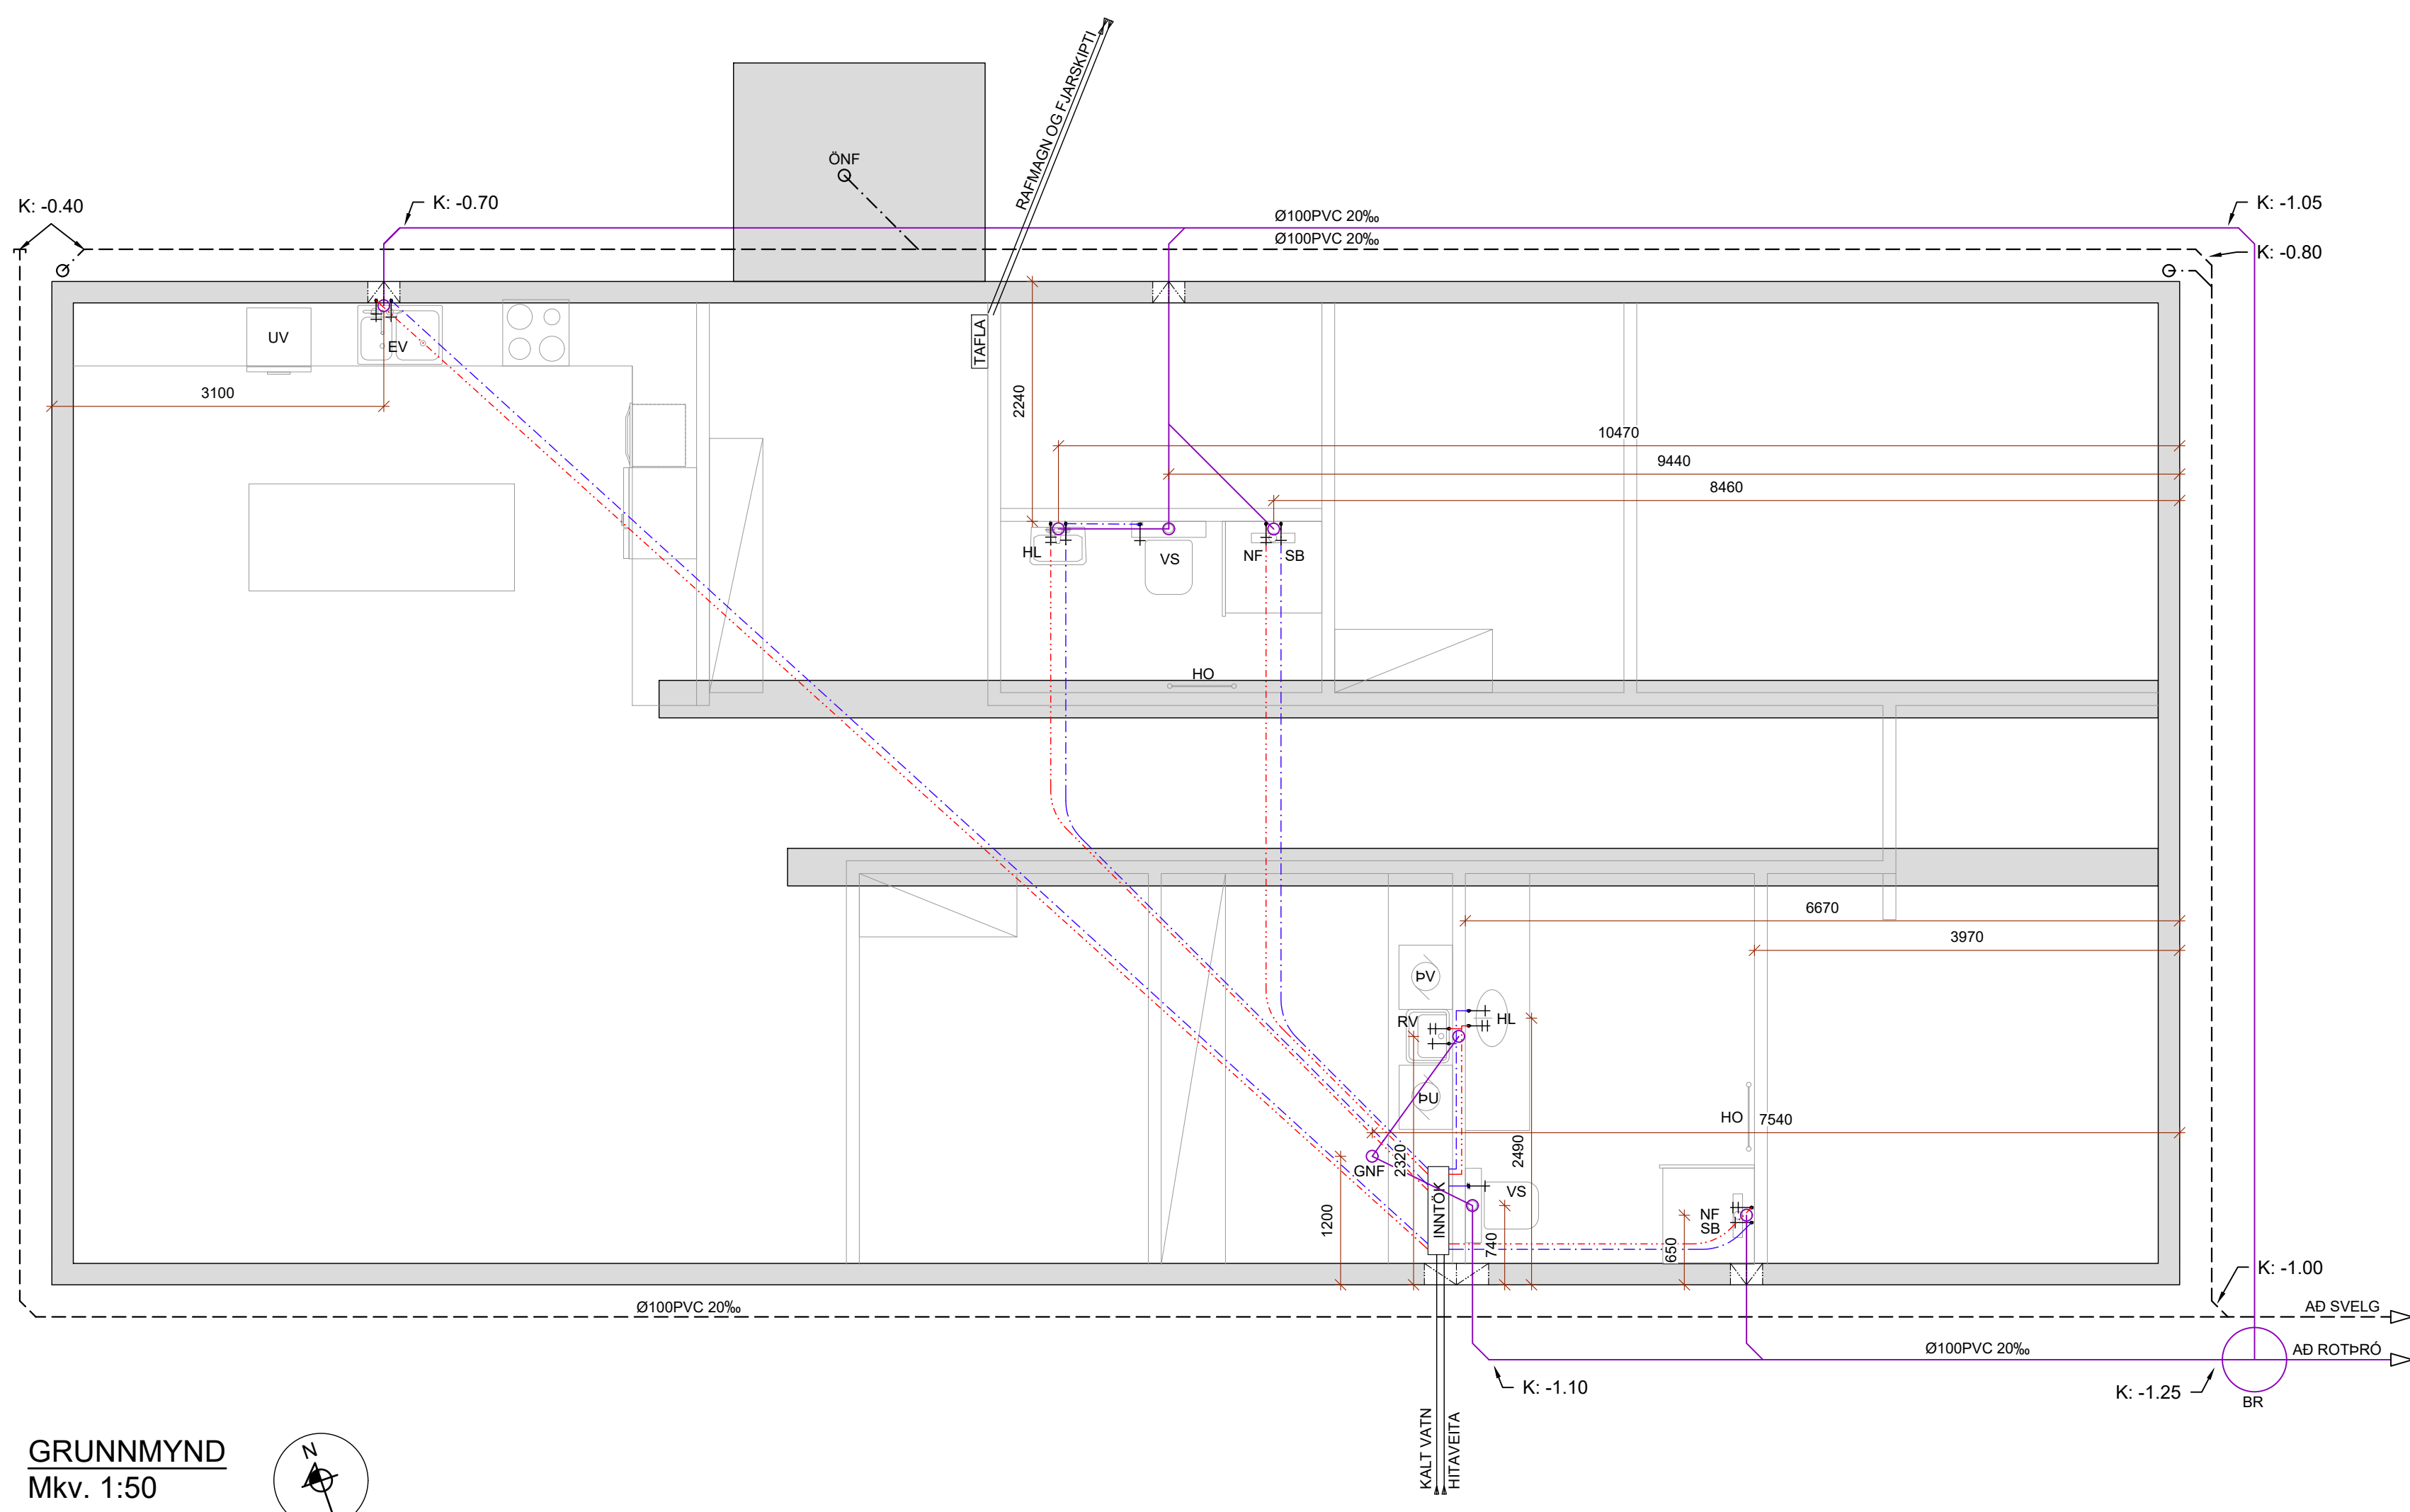 RAFMAGN OG FJARSKIPTI
ÖNF
K: -0.40
K: -0.70
Ø100PVC 20‰
Ø100PVC 20‰
K: -1.05
K: -0.80
UV
EV
TAFLA
3100
2240
10470
9440
8460
HL
VS
NF
SB
HO
6670
3970
ÞV
RV
HL
ÞU
HO
7540
2320
2490
GNF
INNTÖK
VS
NF
SB
1200
740
650
K: -1.00
Ø100PVC 20‰
AÐ SVELG
Ø100PVC 20‰
AÐ ROTÞRÓ
K: -1.10
K: -1.25
BR
KALT VATN
HITAVEITA
GRUNNMYND
Mkv. 1:50
N